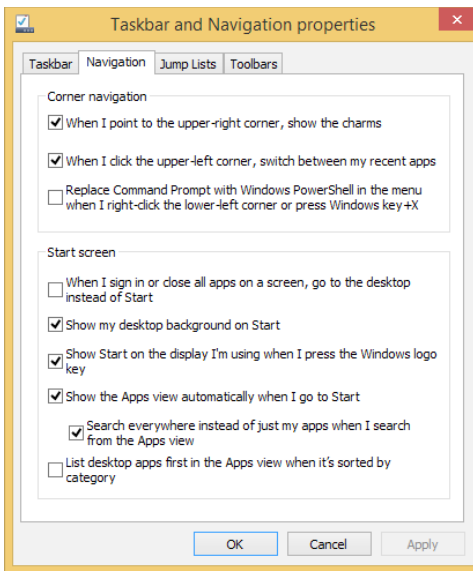 Taskbar and Navigation properties
Taskbar Navigation Jump Lists Toolbars
Corner navigation
When I point to the upper-right corner, show the charms
When I click the upper-left corner, switch between my recent apps
Replace Command Prompt with Windows PowerShell in the menu
when I right-click the lower-left corner or press Windows key+X
Start screen
When I sign in or close all apps on a screen, go to the desktop
instead of Start
Show my desktop background on Start
Show Start on the display I'm using when I press the Windows logo
key
Show the Apps view automatically when I go to Start
Search everywhere instead of just my apps when I search
from the Apps view
List desktop apps first in the Apps view when it's sorted by
category
OK Cancel Apply